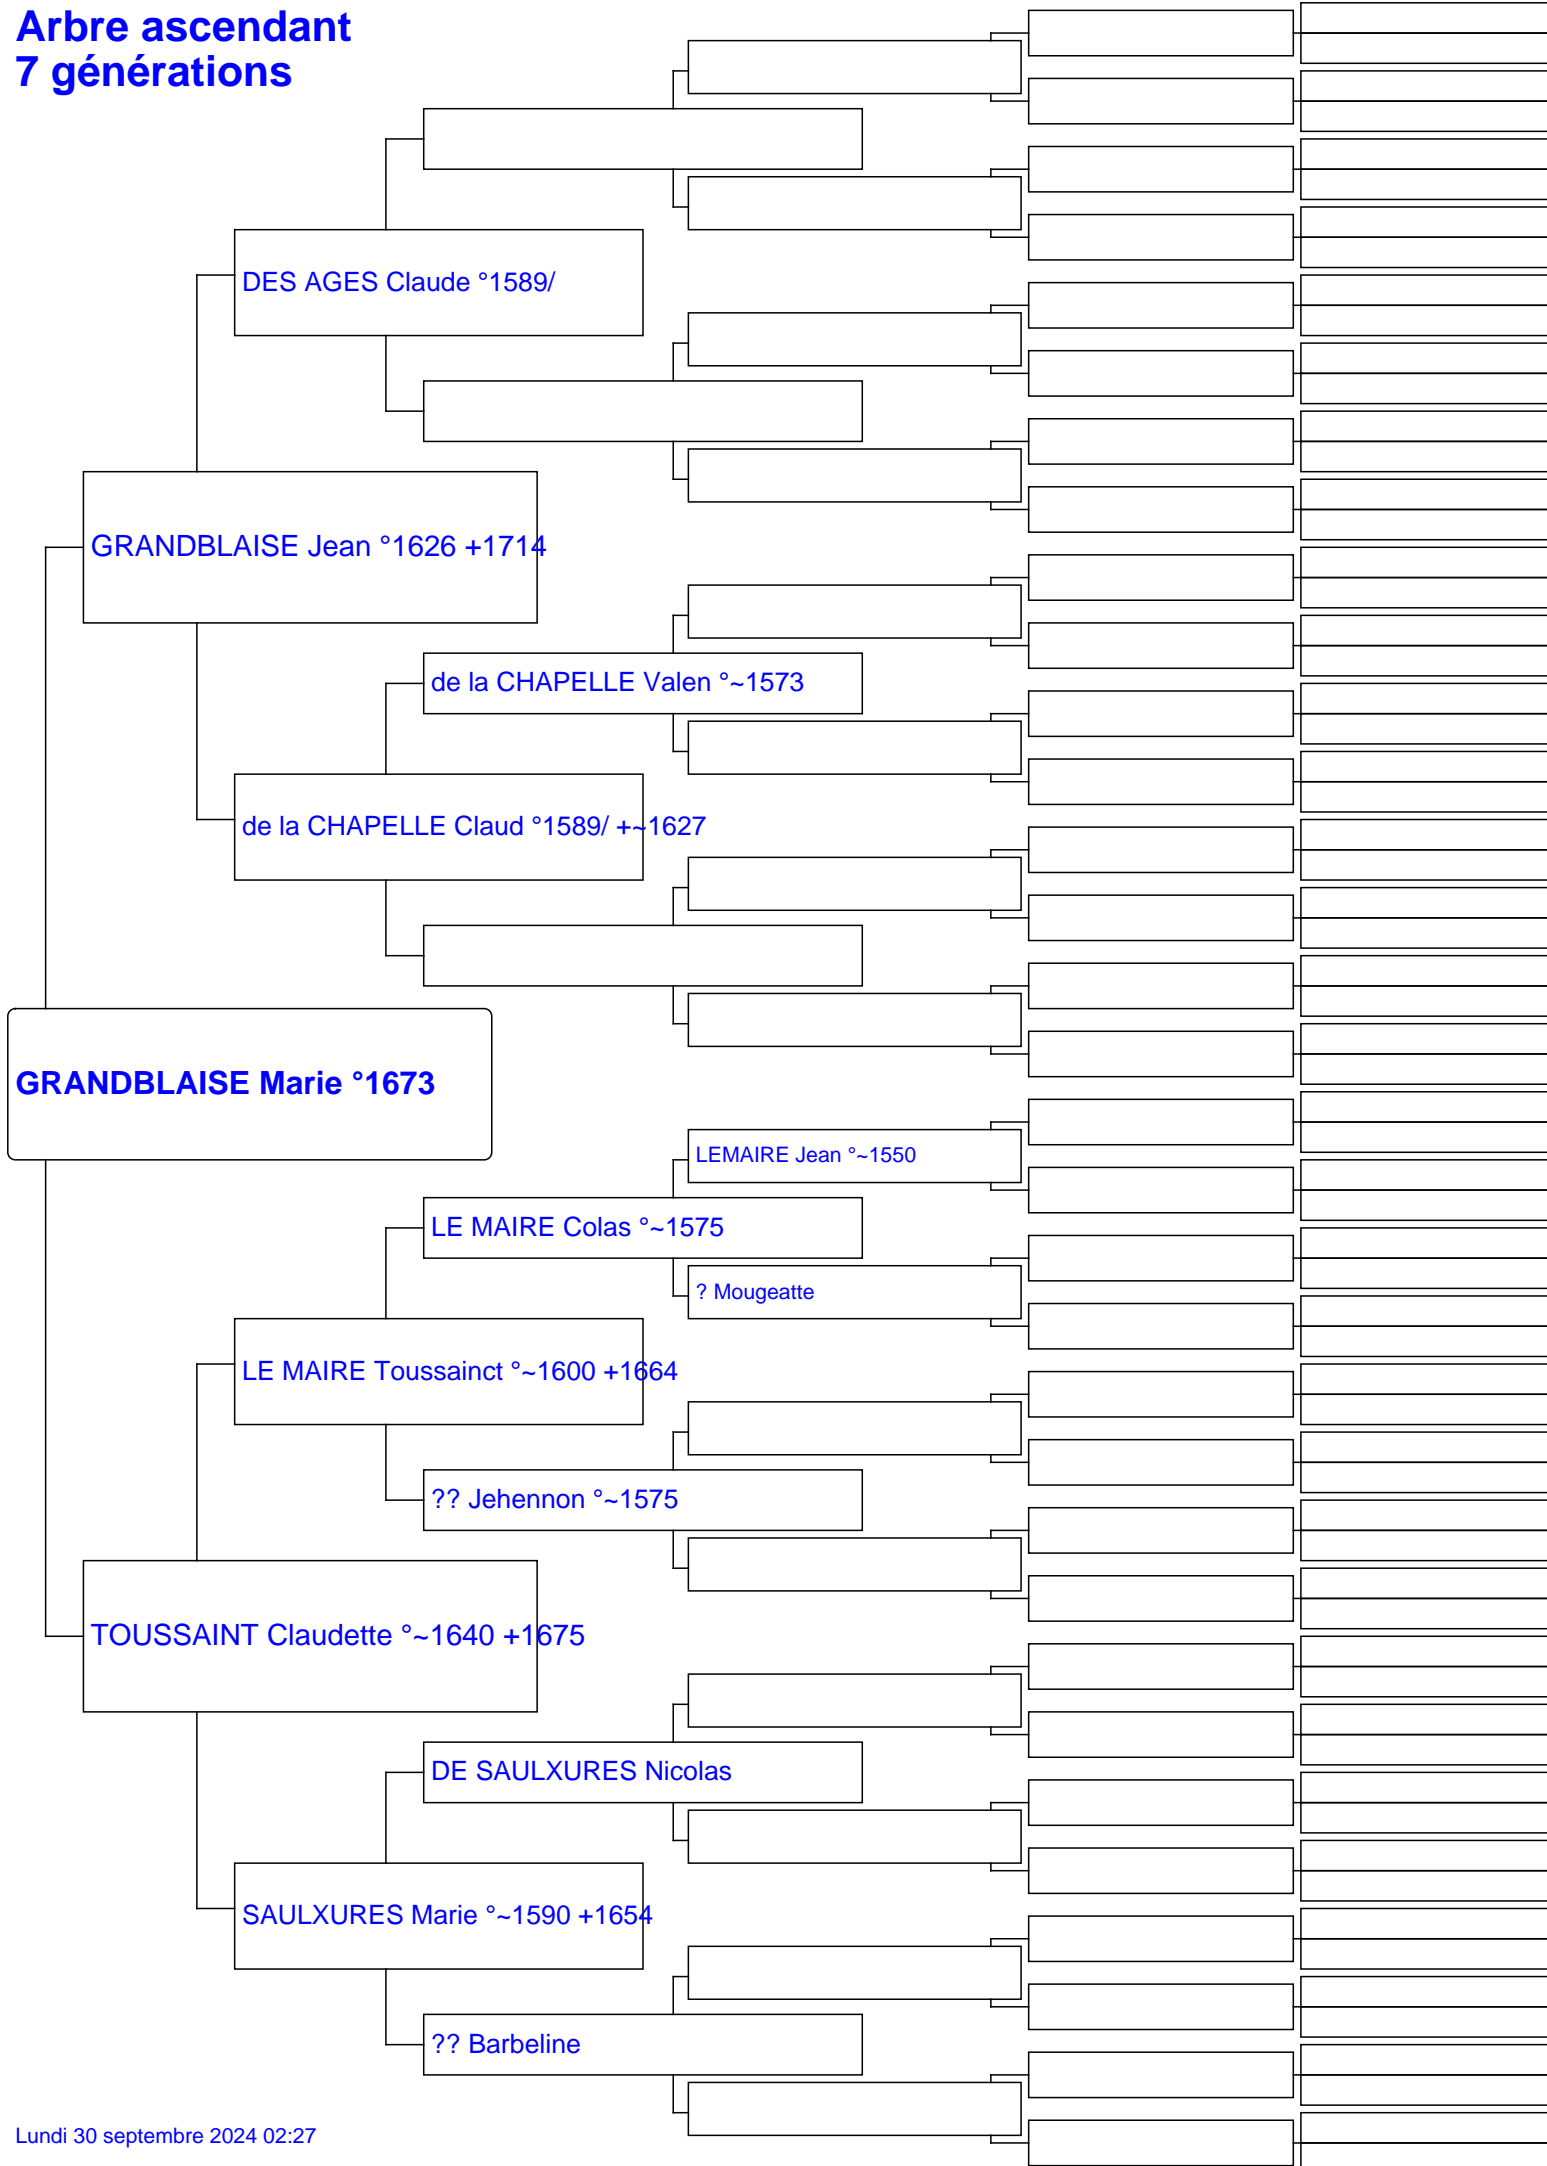 Arbre ascendant
7 générations
DES AGES Claude °1589/
GRANDBLAISE Jean °1626 +1714
de la CHAPELLE Valen °~1573
de la CHAPELLE Claud °1589/ +~1627
GRANDBLAISE Marie °1673
LEMAIRE Jean °~1550
LE MAIRE Colas °~1575
? Mougeatte
LE MAIRE Toussainct °~1600 +1664
?? Jehennon °~1575
TOUSSAINT Claudette °~1640 +1675
DE SAULXURES Nicolas
SAULXURES Marie °~1590 +1654
?? Barbeline
Lundi 30 septembre 2024 02:27